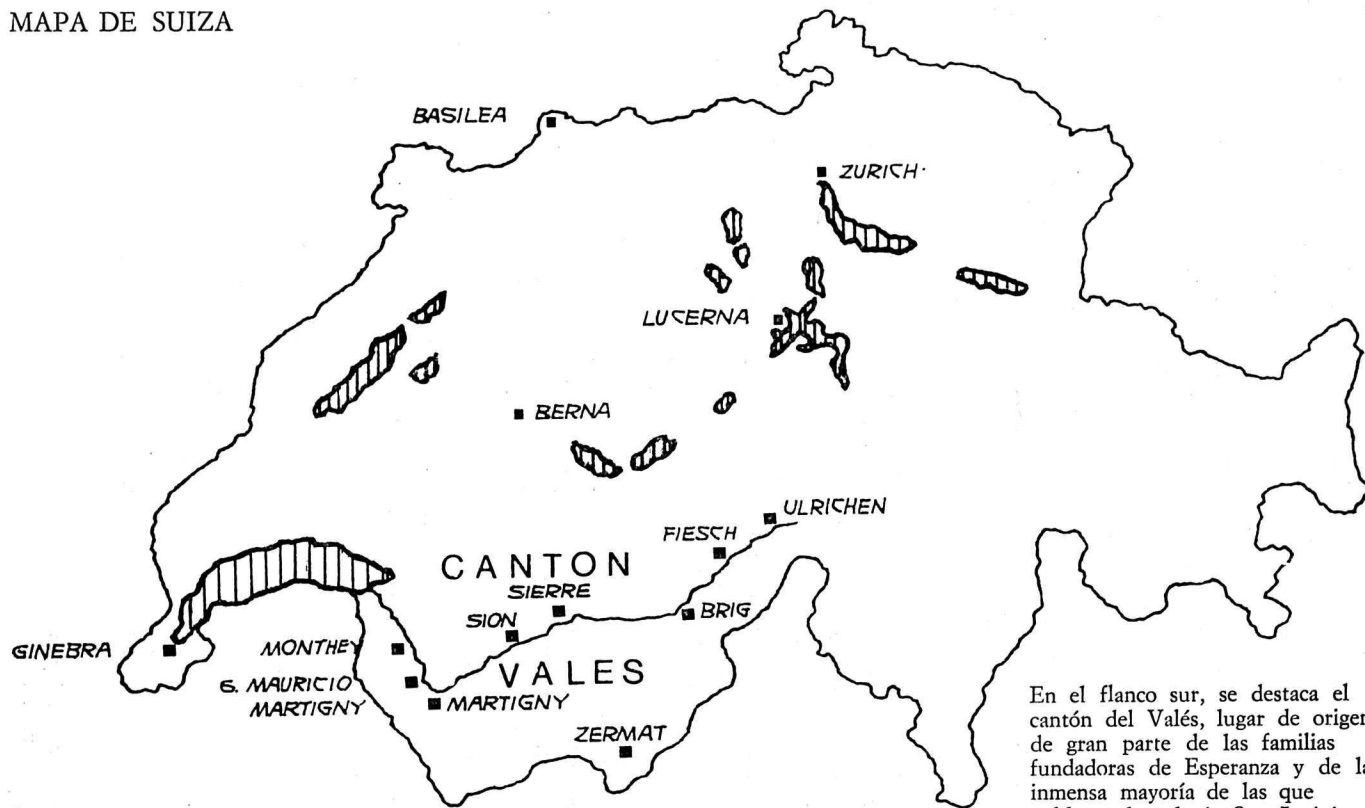 MAPA DE SUIZA
BASILEA
ZURICH
LUCERNA
BERNA
ULRICHEN
FIESCH
CANTON
SIERRE
SION
BRIG
GINEBRA
MONTHEY
VALES
S. MAURICIO
MARTIGNY
MARTIGNY
ZERMAT
En el flanco sur, se destaca el
cantón del Valés, lugar de origen
de gran parte de las familias
fundadoras de Esperanza y de la
inmensa mayoría de las que